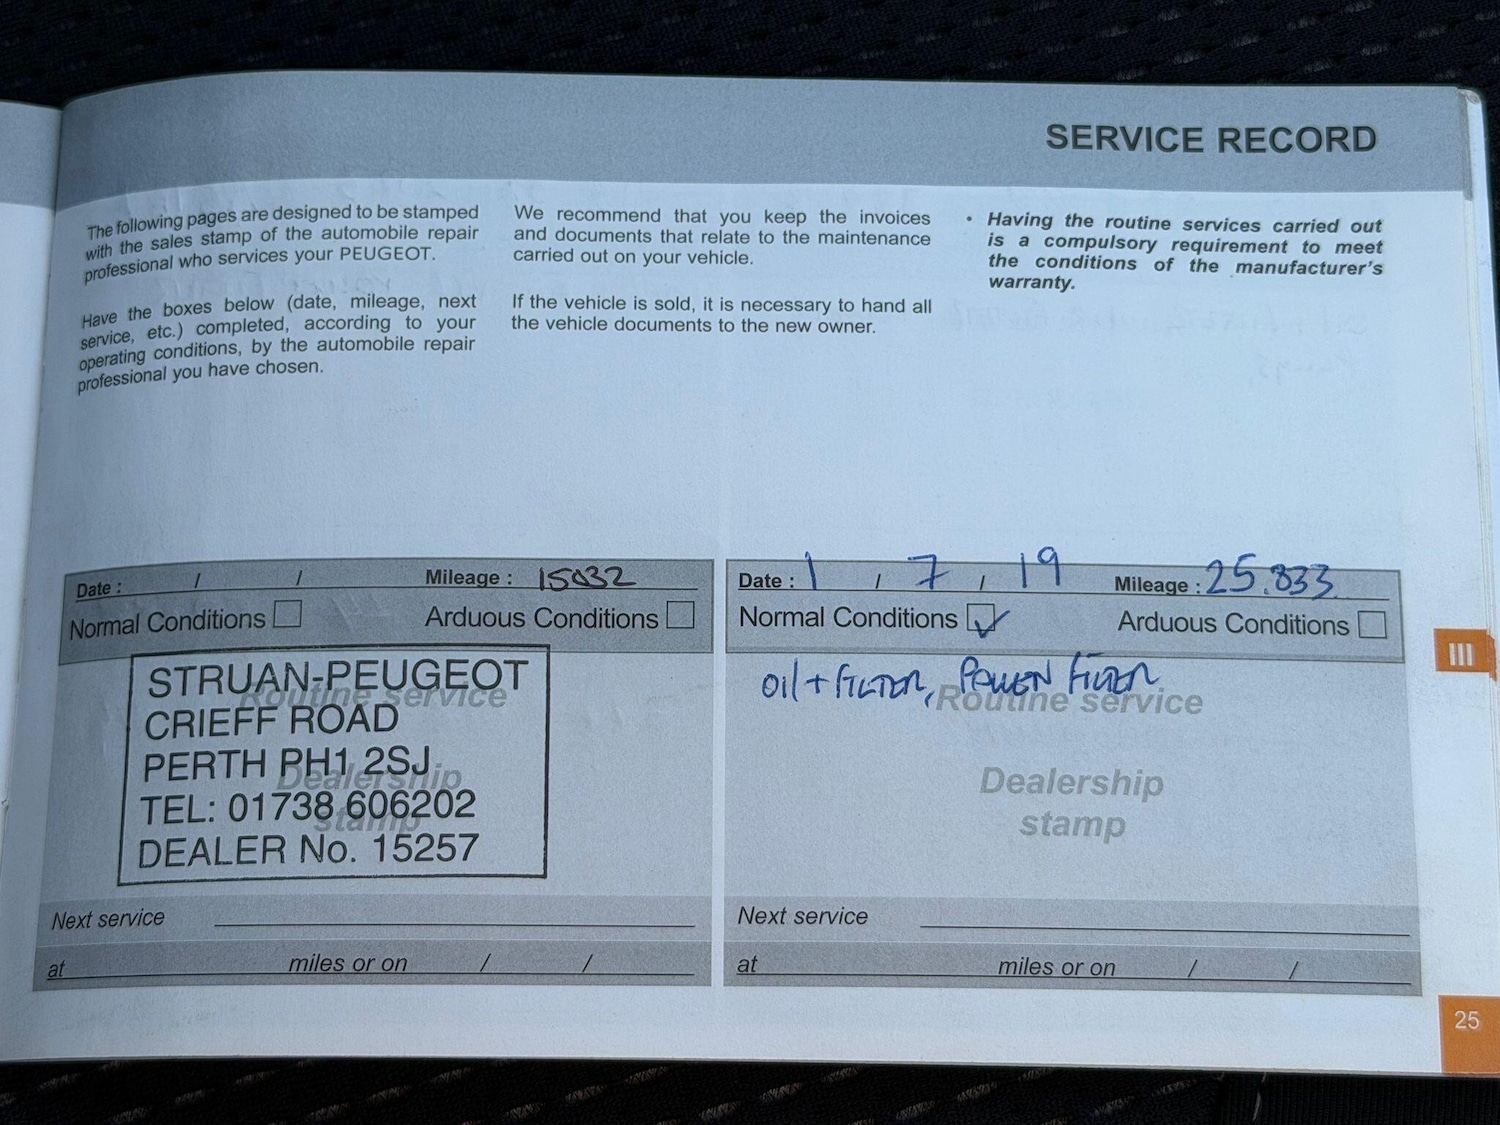 SERVICE RECORD
The following pages are designed to be stamped
with the sales stamp of the automobile repair
professional who services your PEUGEOT.
Have the boxes below (date, mileage, next
service, etc.) completed, according to your
operating conditions, by the automobile repair
professional you have chosen.
We recommend that you keep the invoices
and documents that relate to the maintenance
carried out on your vehicle.
If the vehicle is sold, it is necessary to hand all
the vehicle documents to the new owner.
• Having the routine services carried out
is a compulsory requirement to meet
the conditions of the manufacturer's
warranty.
Date : / / Mileage : 15032
Normal Conditions Arduous Conditions
STRUAN-PEUGEOT
Routine service
CRIEFF ROAD
PERTH PH1 2SJ
Dealership
TEL: 01738 606202
stamp
DEALER No. 15257
Next service
at miles or on / /
Date : 1 / 7 / 19 Mileage : 25.833
Normal Conditions Arduous Conditions
Oil + FILTER, POLLEN FILTER
Routine service
Dealership
stamp
Next service
at miles or on / /
III
25